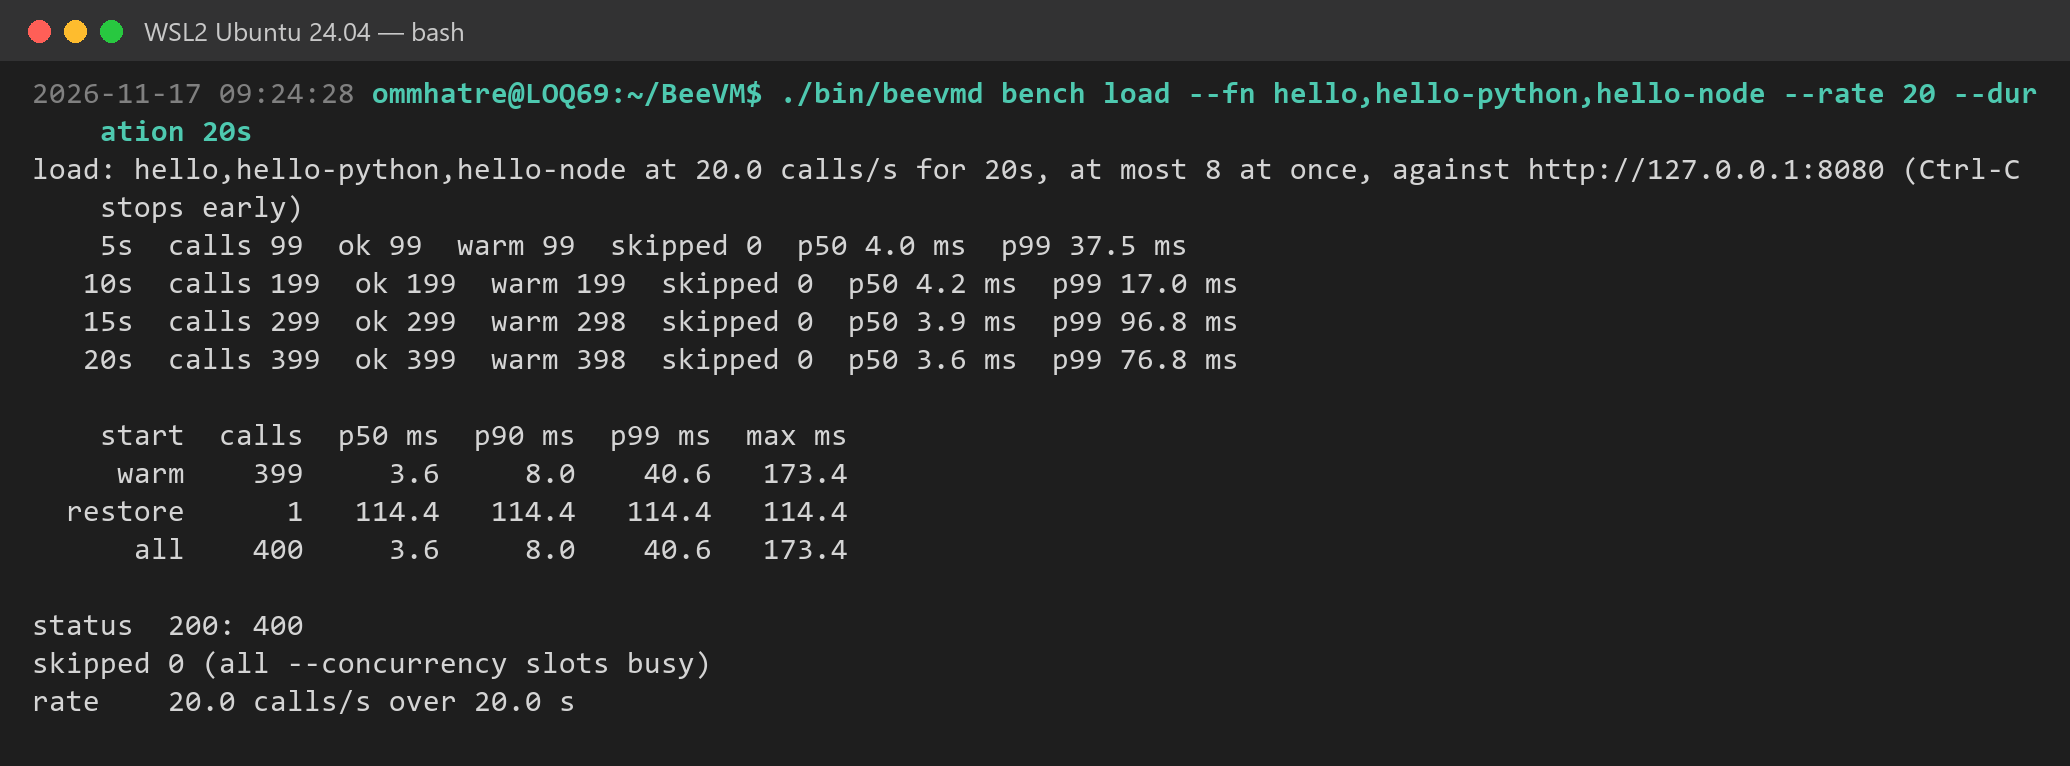 WSL2 Ubuntu 24.04 — bash
2026-11-17 09:24:28 ommhatre@LOQ69:~/BeeVM$ ./bin/beevmd bench load --fn hello,hello-python,hello-node --rate 20 --dur
ation 20s
load: hello,hello-python,hello-node at 20.0 calls/s for 20s, at most 8 at once, against http://127.0.0.1:8080 (Ctrl-C
stops early)
5s  calls 99  ok 99  warm 99  skipped 0  p50 4.0 ms  p99 37.5 ms
10s  calls 199  ok 199  warm 199  skipped 0  p50 4.2 ms  p99 17.0 ms
15s  calls 299  ok 299  warm 298  skipped 0  p50 3.9 ms  p99 96.8 ms
20s  calls 399  ok 399  warm 398  skipped 0  p50 3.6 ms  p99 76.8 ms
start  calls  p50 ms  p90 ms  p99 ms  max ms
warm    399     3.6     8.0    40.6   173.4
restore      1   114.4   114.4   114.4   114.4
all    400     3.6     8.0    40.6   173.4
status  200: 400
skipped 0 (all --concurrency slots busy)
rate    20.0 calls/s over 20.0 s